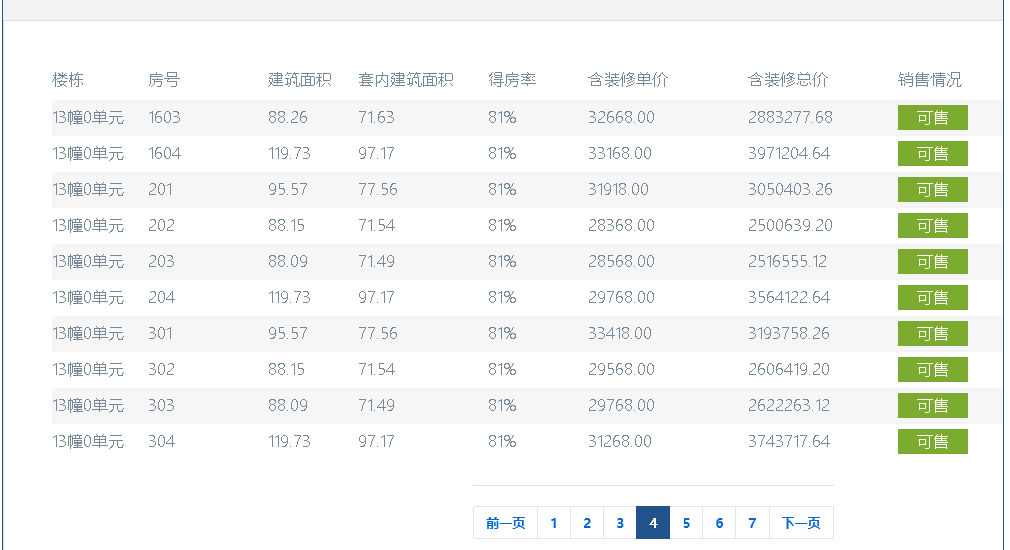 楼栋 房号 建筑面积 套内建筑面积 得房率 含装修单价 含装修总价 销售情况
13幢0单元 1603 88.26 71.63 81% 32668.00 2883277.68 可售
13幢0单元 1604 119.73 97.17 81% 33168.00 3971204.64 可售
13幢0单元 201 95.57 77.56 81% 31918.00 3050403.26 可售
13幢0单元 202 88.15 71.54 81% 28368.00 2500639.20 可售
13幢0单元 203 88.09 71.49 81% 28568.00 2516555.12 可售
13幢0单元 204 119.73 97.17 81% 29768.00 3564122.64 可售
13幢0单元 301 95.57 77.56 81% 33418.00 3193758.26 可售
13幢0单元 302 88.15 71.54 81% 29568.00 2606419.20 可售
13幢0单元 303 88.09 71.49 81% 29768.00 2622263.12 可售
13幢0单元 304 119.73 97.17 81% 31268.00 3743717.64 可售
前一页 1 2 3 4 5 6 7 下一页